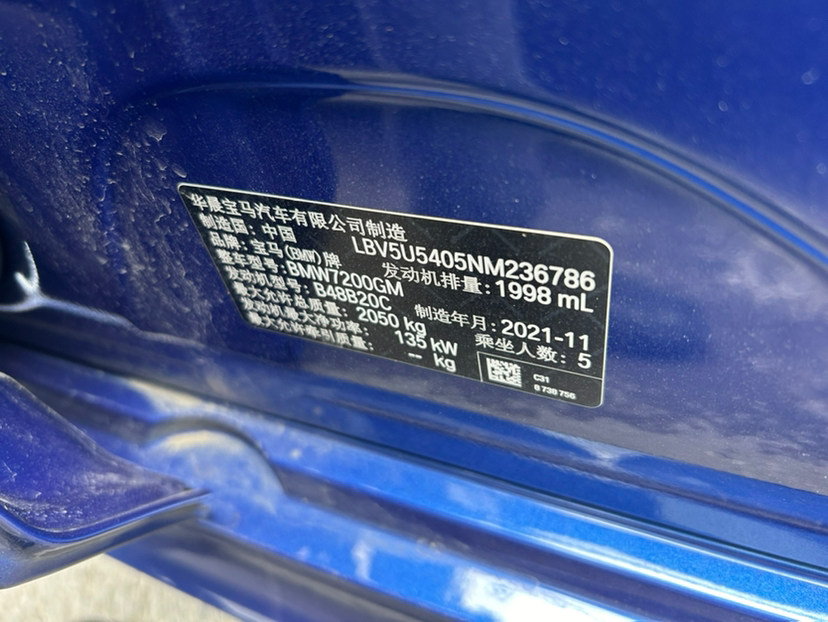 华晨宝马汽车有限公司制造
制造国: 中国 LBV5U5405NM236786
品牌: 宝马(BMW)牌 发动机排量: 1998 mL
整车型号: BMW7200GM
发动机型号: B48B20C 制造年月: 2021-11
最大允许总质量: 2050 kg 乘坐人数: 5
发动机最大净功率: 135 kW
最大允许牵引质量: -- kg
C31
8 738 756